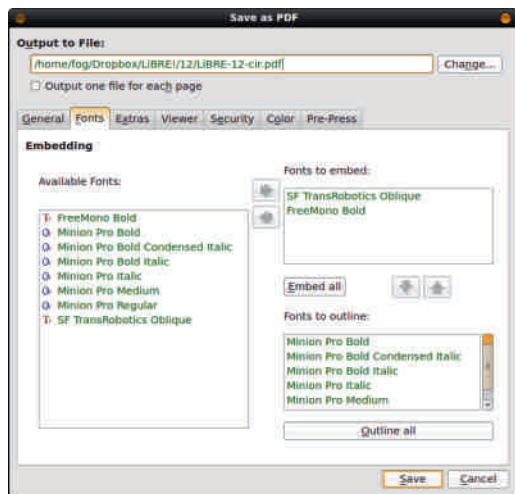 Save as PDF
Output to File:
/home/fog/Dropbox/LiBRE!/12/LiBRE-12-cir.pdf
Change...
Output one file for each page
General Fonts Extras Viewer Security Color Pre-Press
Embedding
Available Fonts:
FreeMono Bold
Minion Pro Bold
Minion Pro Bold Condensed Italic
Minion Pro Bold Italic
Minion Pro Italic
Minion Pro Medium
Minion Pro Regular
SF TransRobotics Oblique
Fonts to embed:
SF TransRobotics Oblique
FreeMono Bold
Embed all
Fonts to outline:
Minion Pro Bold
Minion Pro Bold Condensed Italic
Minion Pro Bold Italic
Minion Pro Italic
Minion Pro Medium
Outline all
Save
Cancel